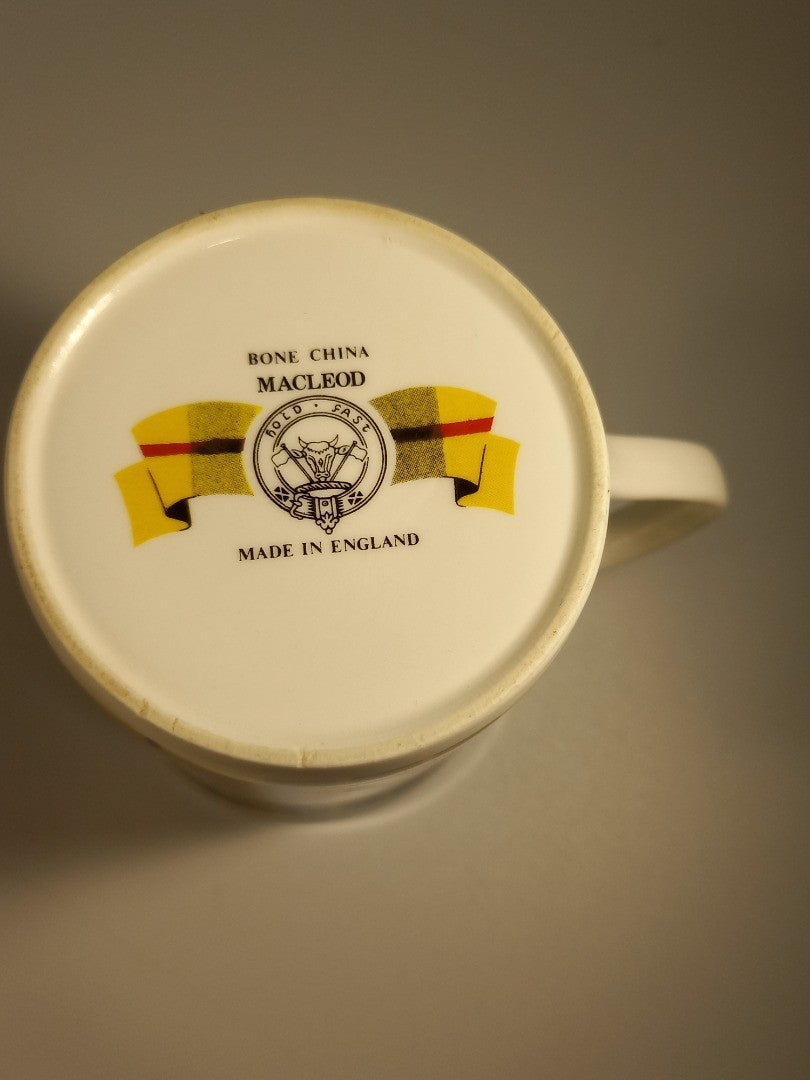 BONE CHINA
MACLEOD
HOLD · FAST
MADE IN ENGLAND